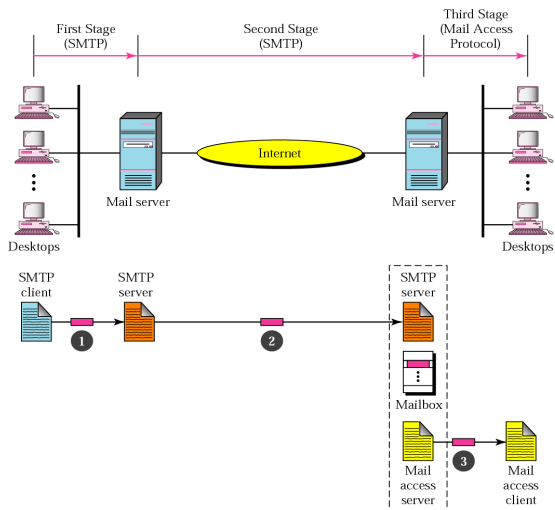 First Stage
(SMTP)
Second Stage
(SMTP)
Third Stage
(Mail Access
Protocol)
Internet
Mail server
Mail server
Desktops
Desktops
SMTP
client
SMTP
server
SMTP
server
1
2
Mailbox
3
Mail
access
server
Mail
access
client